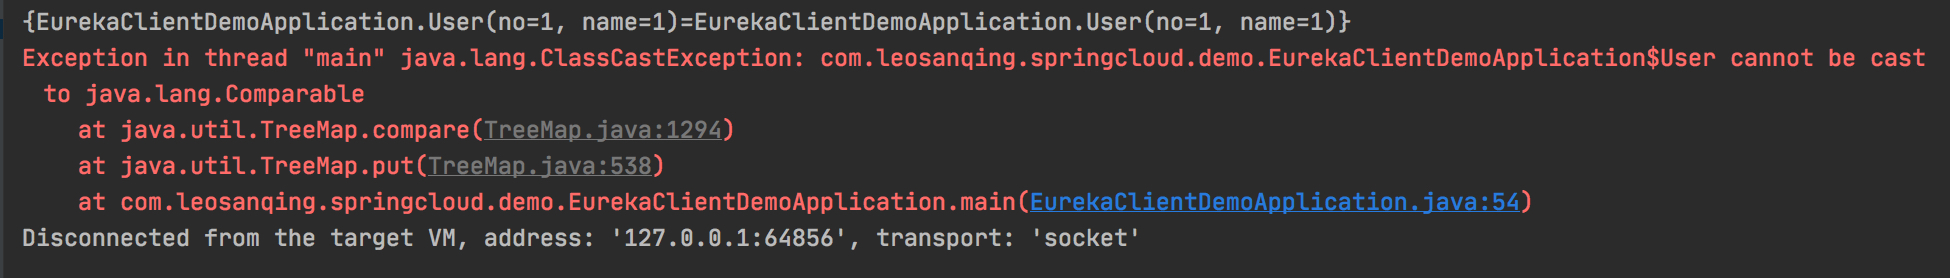 {EurekaClientDemoApplication.User(no=1, name=1)=EurekaClientDemoApplication.User(no=1, name=1)}
Exception in thread "main" java.lang.ClassCastException: com.leosanqing.springcloud.demo.EurekaClientDemoApplication$User cannot be cast
to java.lang.Comparable
at java.util.TreeMap.compare(TreeMap.java:1294)
at java.util.TreeMap.put(TreeMap.java:538)
at com.leosanqing.springcloud.demo.EurekaClientDemoApplication.main(EurekaClientDemoApplication.java:54)
Disconnected from the target VM, address: '127.0.0.1:64856', transport: 'socket'